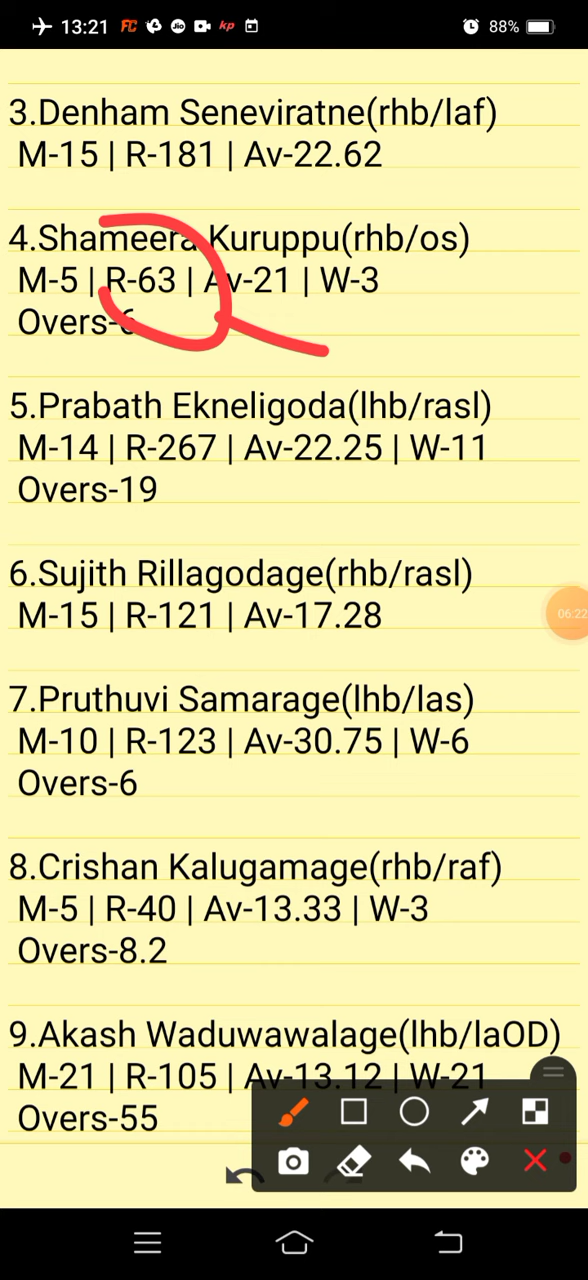 13:21 FC Jio kp 88%
3.Denham Seneviratne(rhb/laf)
M-15 | R-181 | Av-22.62
4.Shameera Kuruppu(rhb/os)
M-5 | R-63 | Av-21 | W-3
Overs-6
5.Prabath Ekneligoda(lhb/rasl)
M-14 | R-267 | Av-22.25 | W-11
Overs-19
6.Sujith Rillagodage(rhb/rasl)
M-15 | R-121 | Av-17.28
06:22
7.Pruthuvi Samarage(lhb/las)
M-10 | R-123 | Av-30.75 | W-6
Overs-6
8.Crishan Kalugamage(rhb/raf)
M-5 | R-40 | Av-13.33 | W-3
Overs-8.2
9.Akash Waduwawalage(lhb/laOD)
M-21 | R-105 | Av-13.12 | W-21
Overs-55